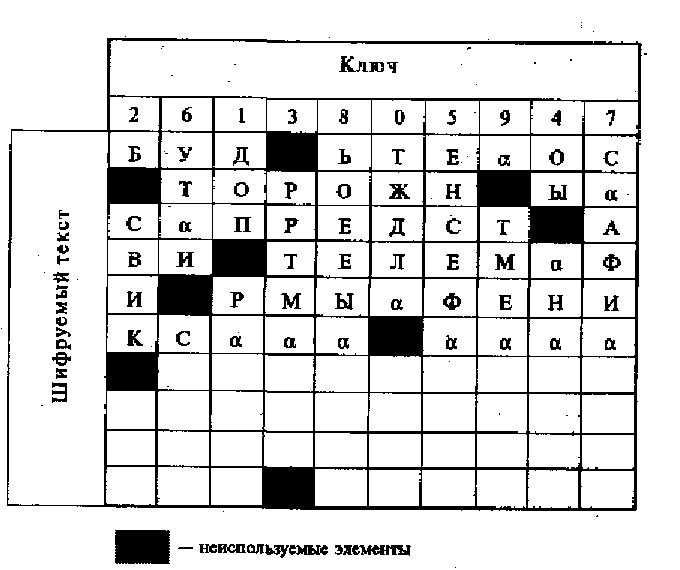 Ключ
2 6 1 3 8 0 5 9 4 7
Шифруемый текст
Б У Д Ь Т Е α О С
Т О Р О Ж Н Ы α
С α П Р Е Д С Т А
В И Т Е Л Е М α Ф
И Р М Ы α Ф Е Н И
К С α α α α α α α
— неиспользуемые элементы